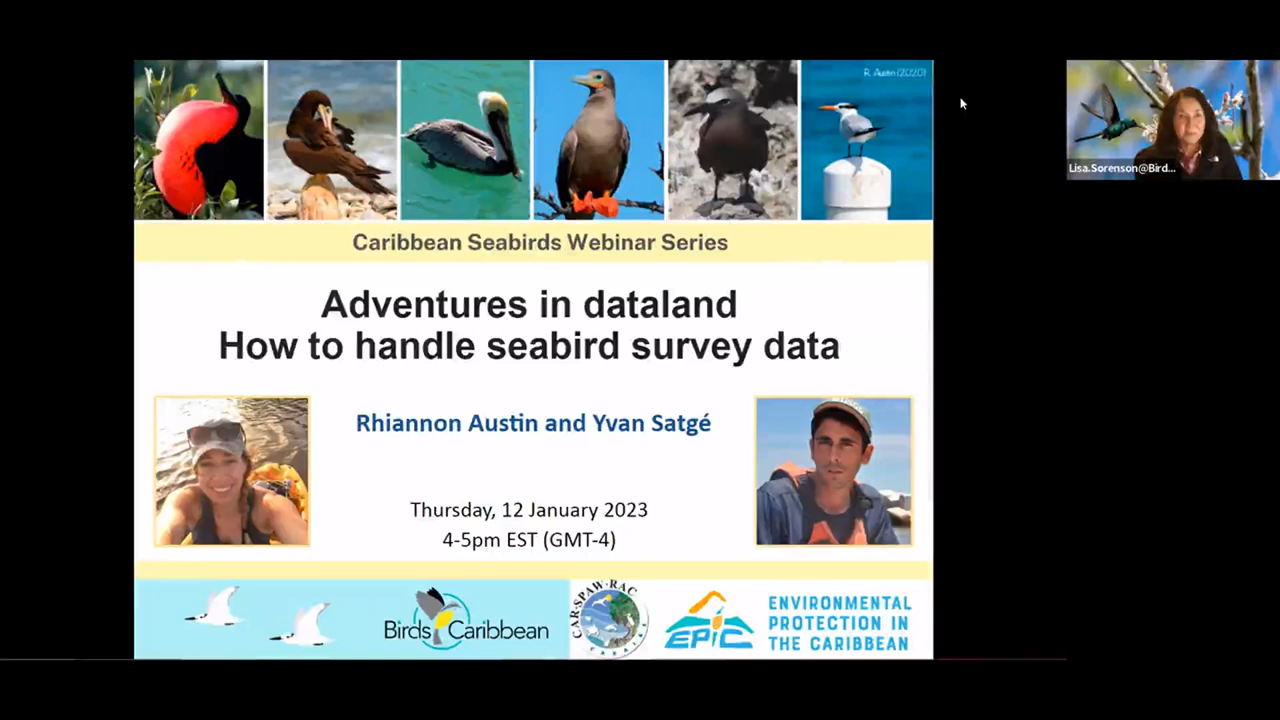 R. Austin (2020)
Lisa.Sorenson@Bird...
Caribbean Seabirds Webinar Series
Adventures in dataland
How to handle seabird survey data
Rhiannon Austin and Yvan Satgé
Thursday, 12 January 2023
4-5pm EST (GMT-4)
BirdsCaribbean
CAR-SPAW-RAC
EPIC
ENVIRONMENTAL
PROTECTION IN
THE CARIBBEAN